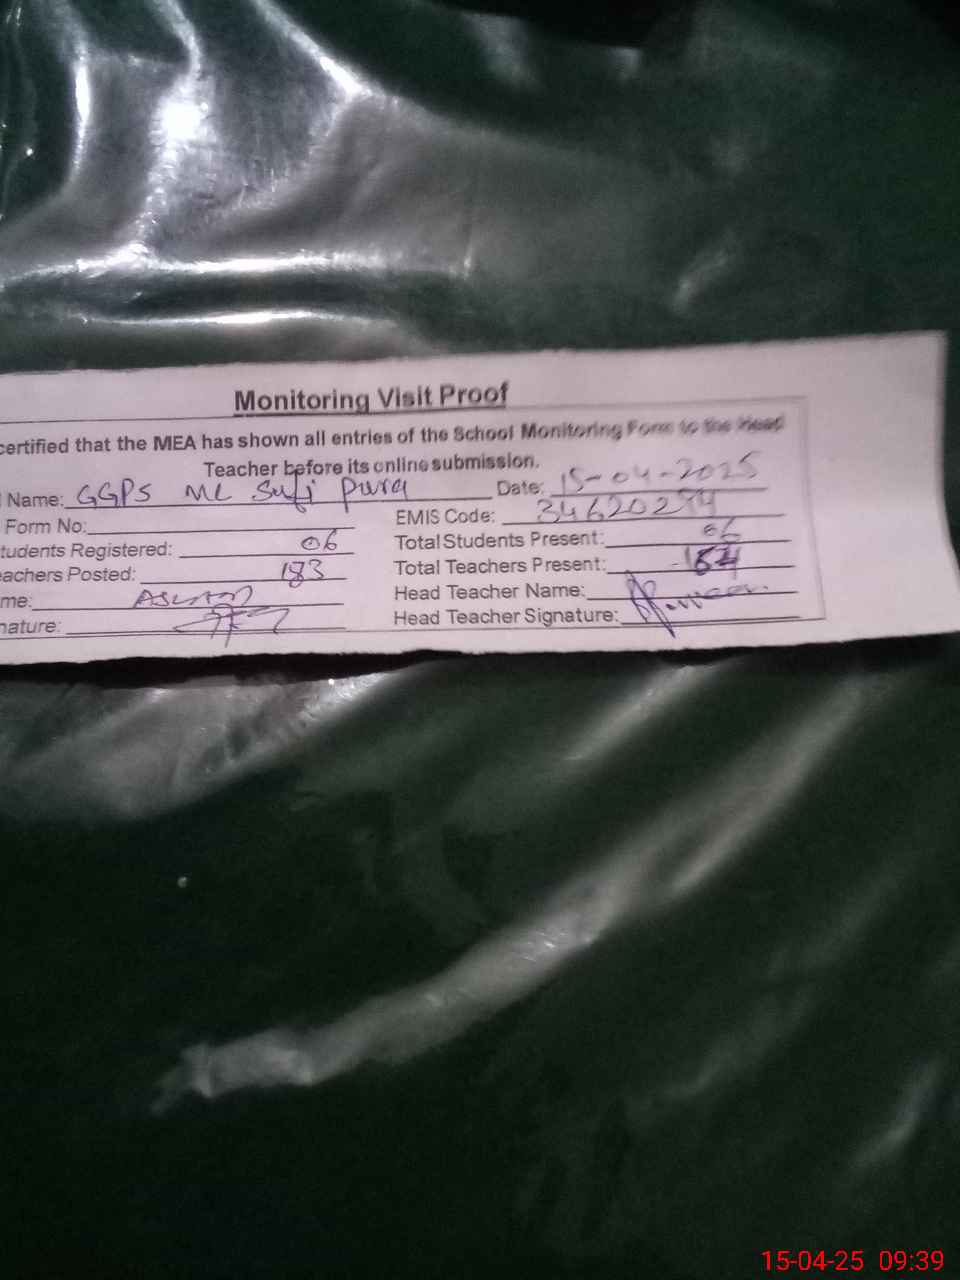 Monitoring Visit Proof
certified that the MEA has shown all entries of the School Monitoring Form to the Head
Teacher before its online submission.
Name: GGPS MC Sufi Pura Date: 15-04-2025
Form No: EMIS Code: 34620294
tudents Registered: 06 Total Students Present: 06
eachers Posted: 183 Total Teachers Present: 164
me: ASLAM Head Teacher Name:
nature: Head Teacher Signature:
15-04-25 09:39